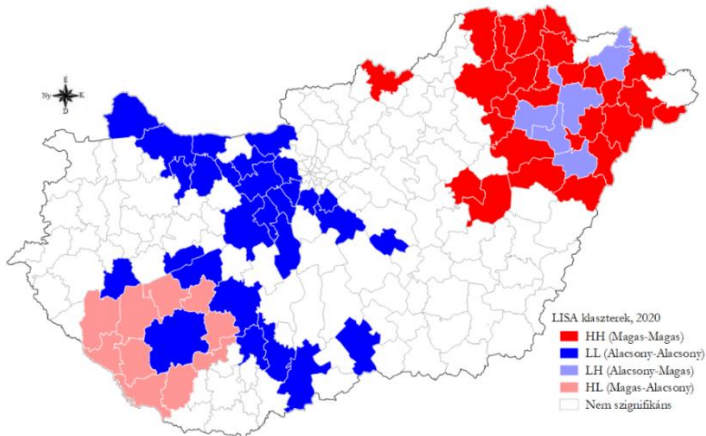 É
Ny K
D
LISA klaszterek, 2020
HH (Magas-Magas)
LL (Alacsony-Alacsony)
LH (Alacsony-Magas)
HL (Magas-Alacsony)
Nem szignifikáns